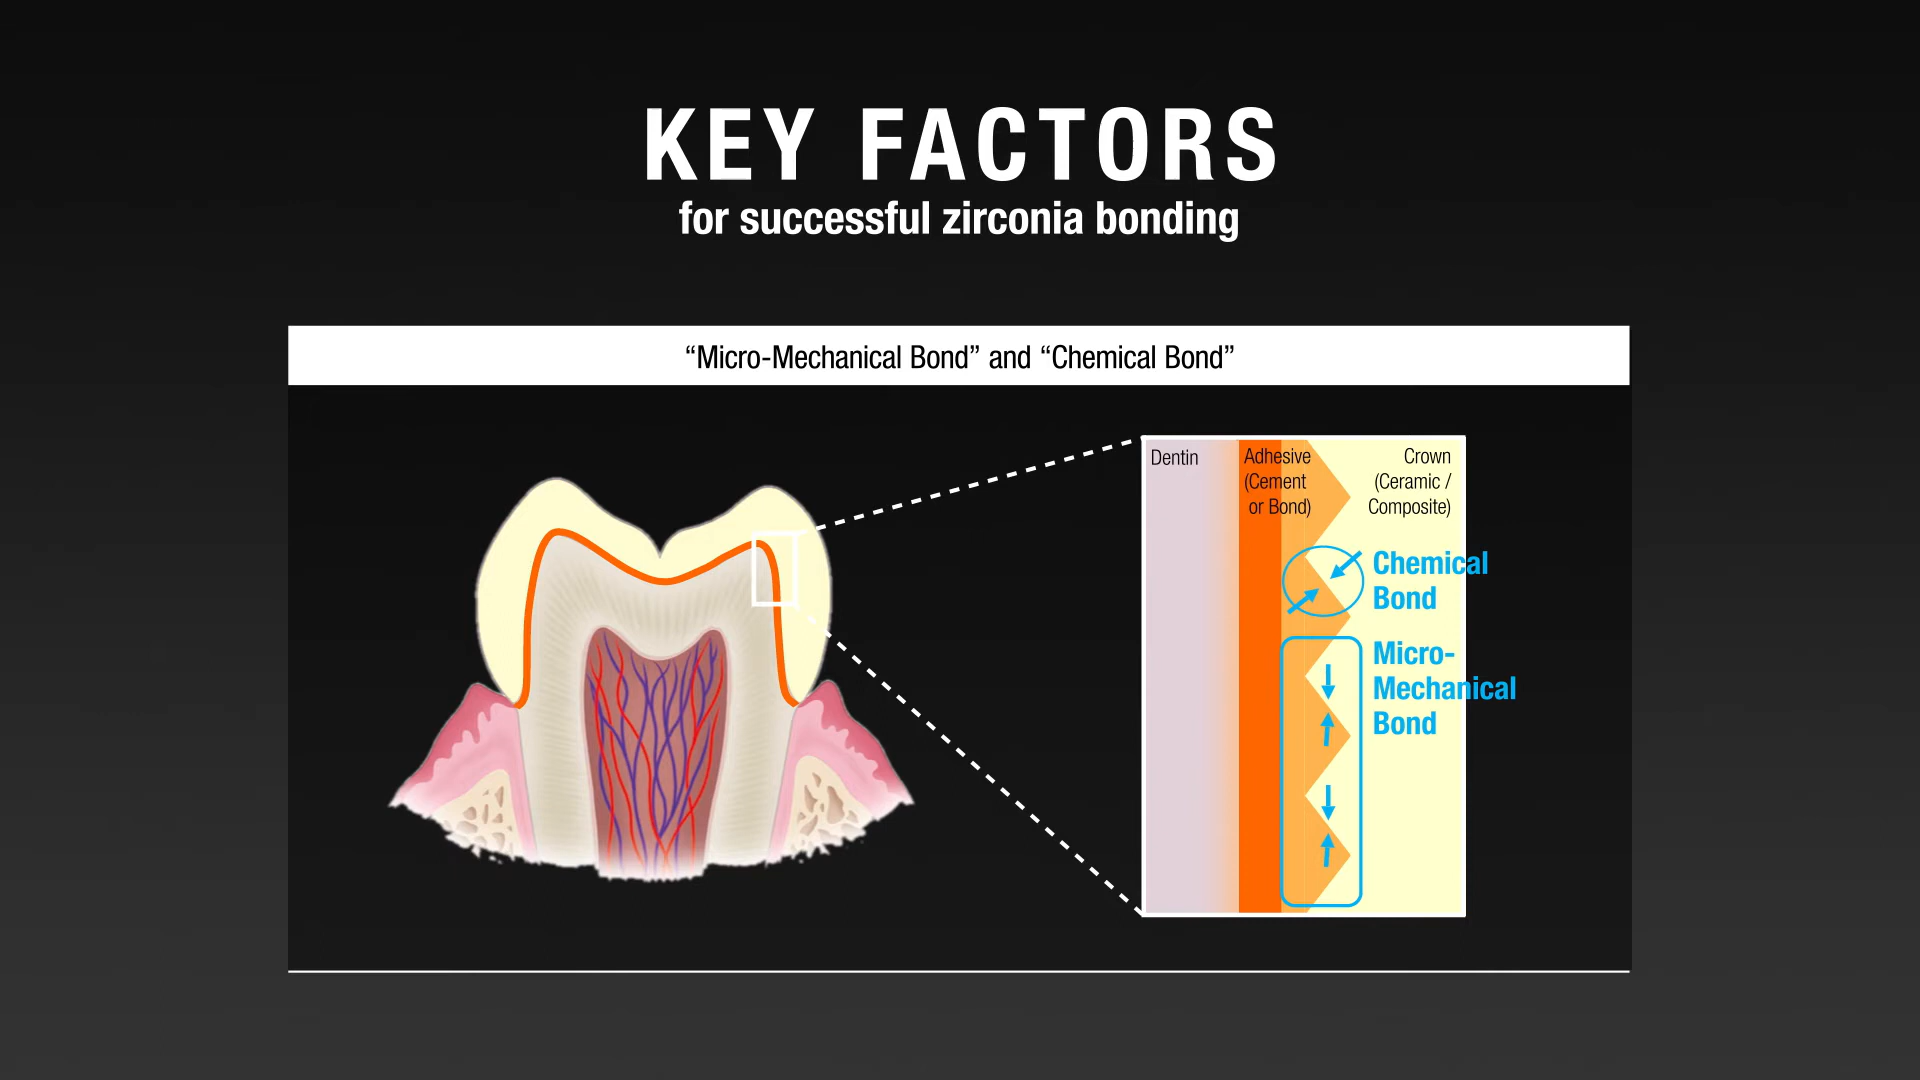 KEY FACTORS
for successful zirconia bonding
“Micro-Mechanical Bond” and “Chemical Bond”
Dentin
Adhesive
(Cement
or Bond)
Crown
(Ceramic /
Composite)
Chemical
Bond
Micro-
Mechanical
Bond